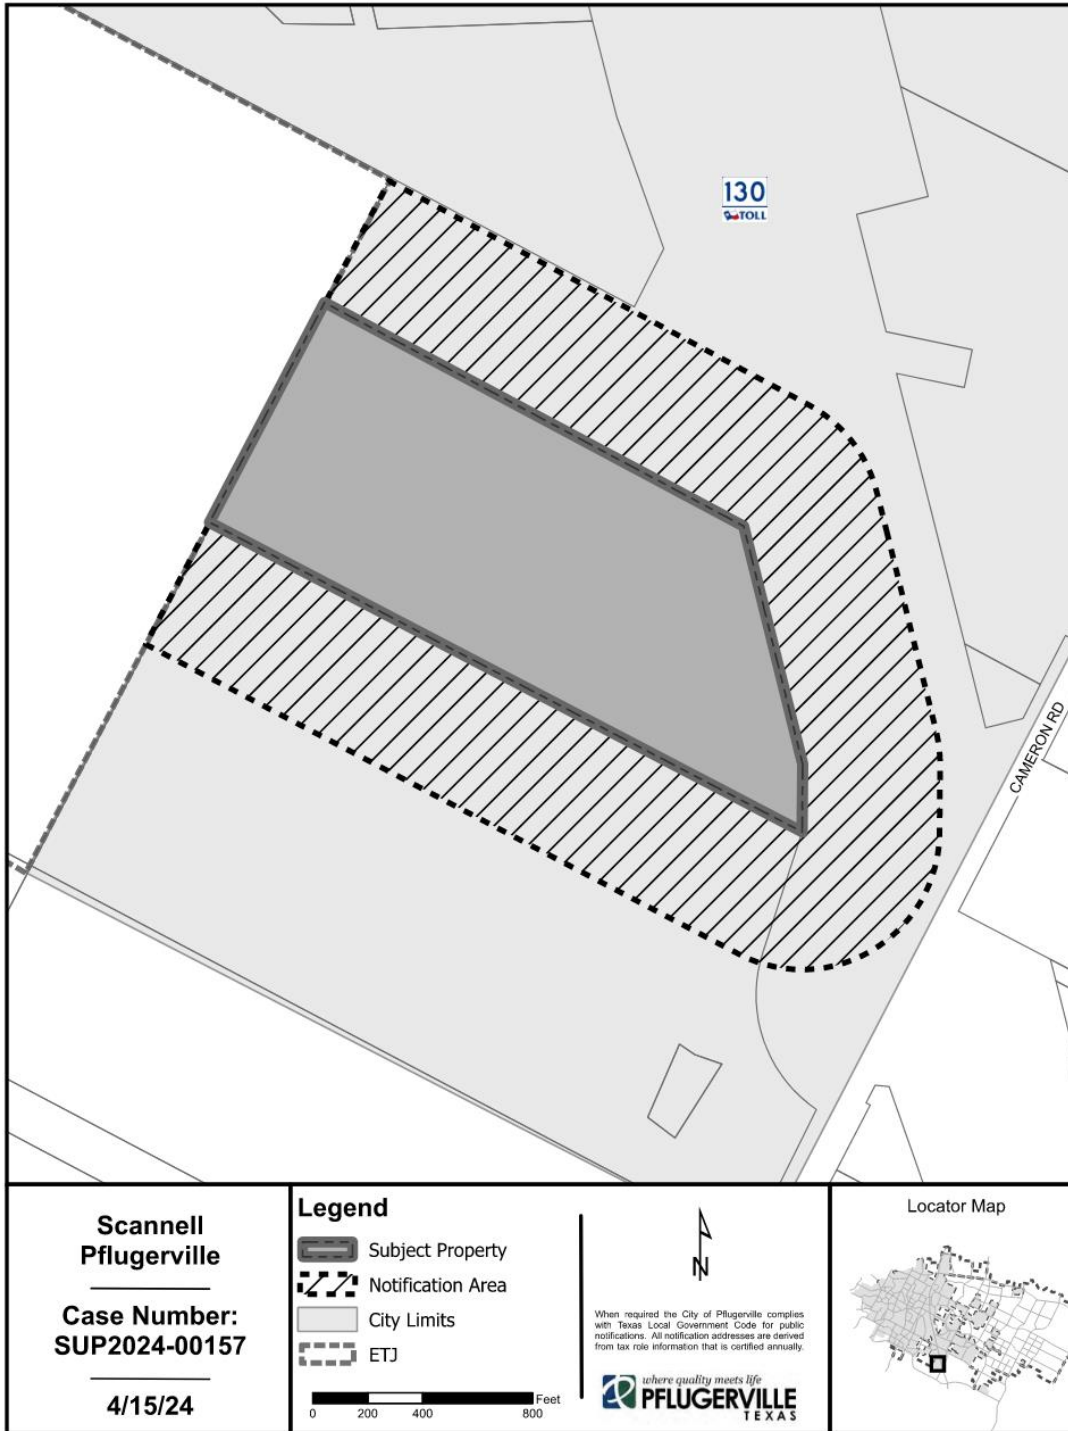 130
TOLL
CAMERON RD
Scannell
Pflugerville
Case Number:
SUP2024-00157
4/15/24
Legend
Subject Property
Notification Area
City Limits
ETJ
Feet
0 200 400 800
N
When required the City of Pflugerville complies
with Texas Local Government Code for public
notifications. All notification addresses are derived
from tax role information that is certified annually.
where quality meets life
PFLUGERVILLE
TEXAS
Locator Map